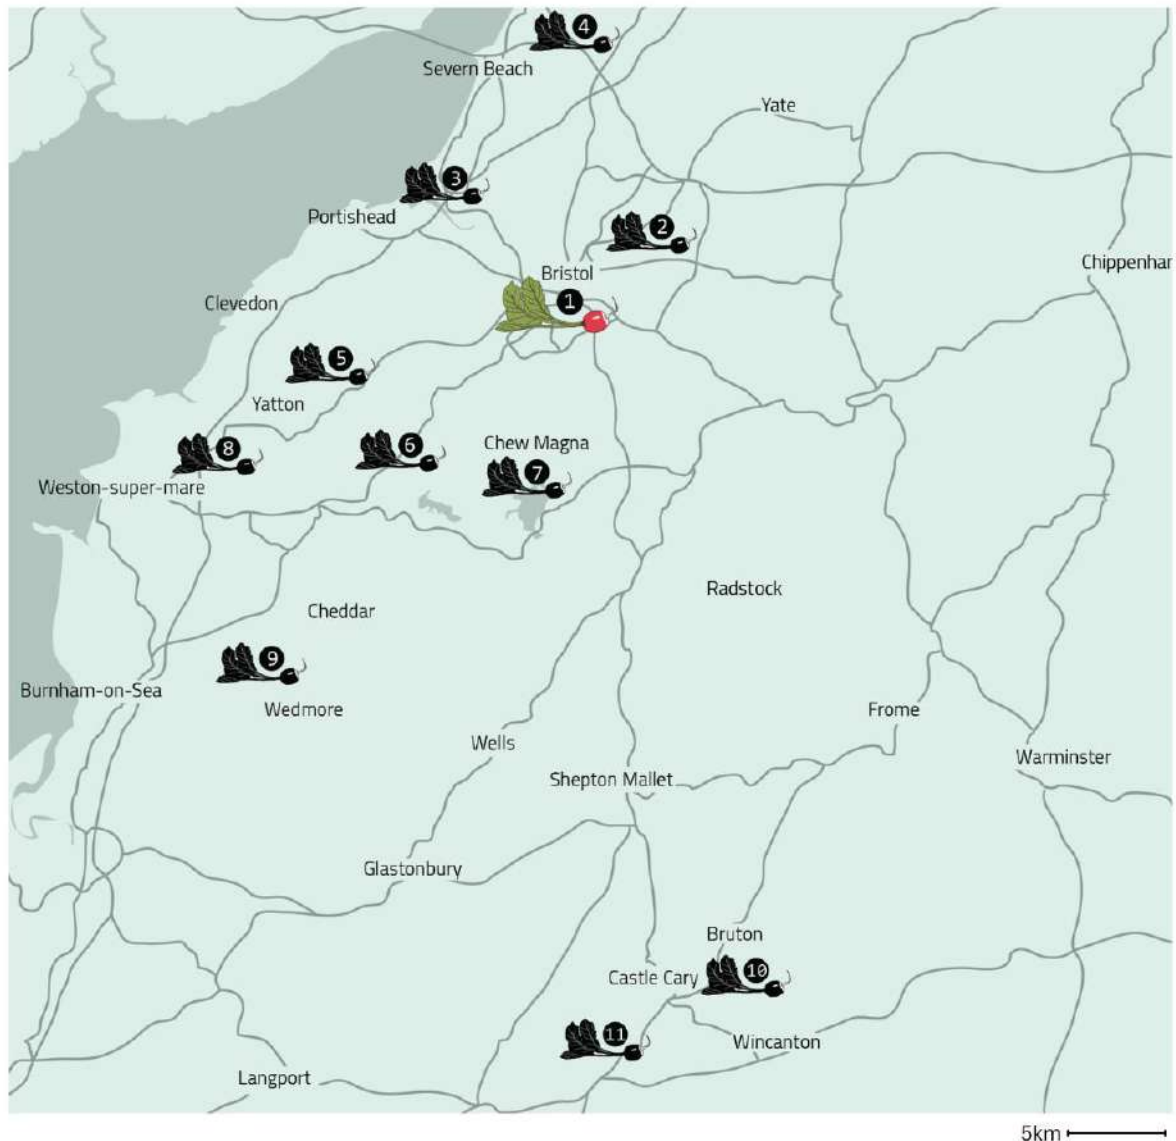 4
Severn Beach
Yate
3
Portishead
2
Bristol
Chippenhar
Clevedon
1
5
Yatton
8
6
Chew Magna
7
Weston-super-mare
Radstock
Cheddar
9
Burnham-on-Sea
Wedmore
Frome
Wells
Warminster
Shepton Mallet
Glastonbury
Bruton
Castle Cary
10
11
Wincanton
Langport
5km